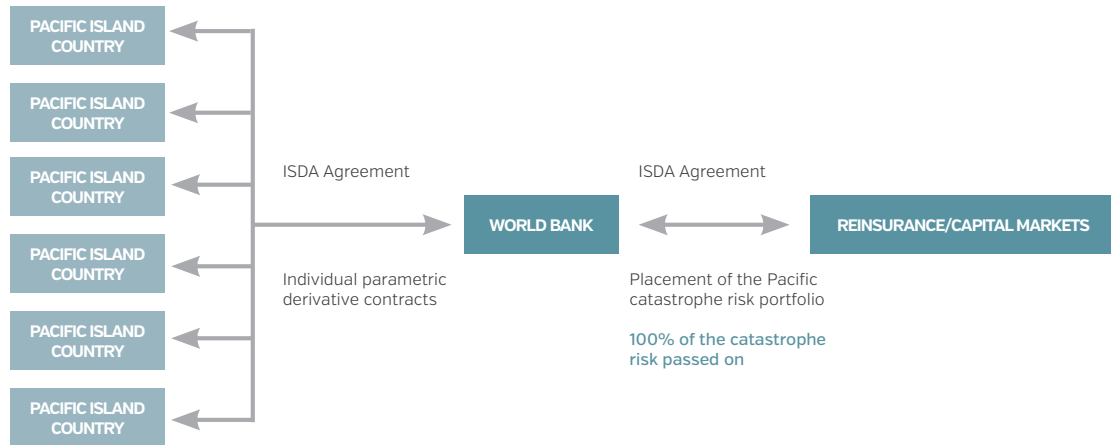 PACIFIC ISLAND
COUNTRY
PACIFIC ISLAND
COUNTRY
PACIFIC ISLAND
COUNTRY
PACIFIC ISLAND
COUNTRY
PACIFIC ISLAND
COUNTRY
PACIFIC ISLAND
COUNTRY
ISDA Agreement
Individual parametric
derivative contracts
WORLD BANK
ISDA Agreement
Placement of the Pacific
catastrophe risk portfolio
100% of the catastrophe
risk passed on
REINSURANCE/CAPITAL MARKETS